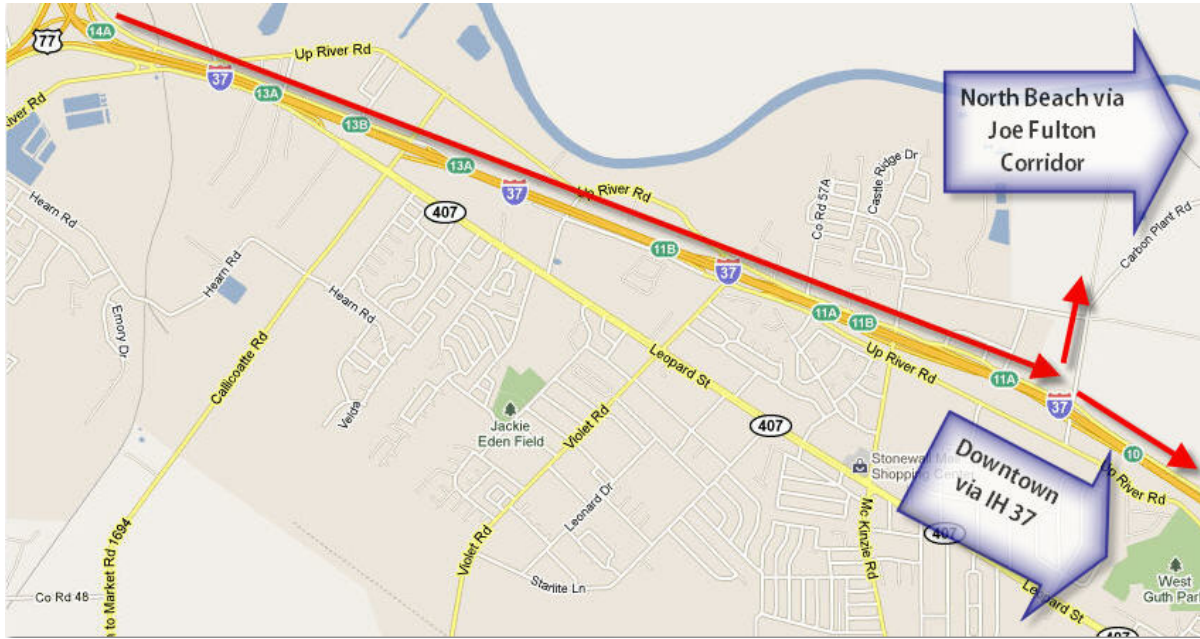 14A
77
Up River Rd
37
13A
River Rd
13B
North Beach via
Joe Fulton
Corridor
13A
37
Castle Ridge Dr
Co Rd 57A
Up River Rd
Hearn Rd
407
Carbon Plant Rd
Hearn Rd
11B
37
Hearn Rd
Emony Dr
11A
11B
Callicoatte Rd
Leopard St
Up River Rd
11A
37
Velda
Jackie
Eden Field
Violet Rd
407
10
Downtown
via IH 37
Stonewall M
Shopping Center
Up River Rd
Leonard Dr
Mc Kinzie Rd
407
Violet Rd
to Market Rd 1694
Starlite Ln
West
Guth Park
Co Rd 48
Leopard St
407